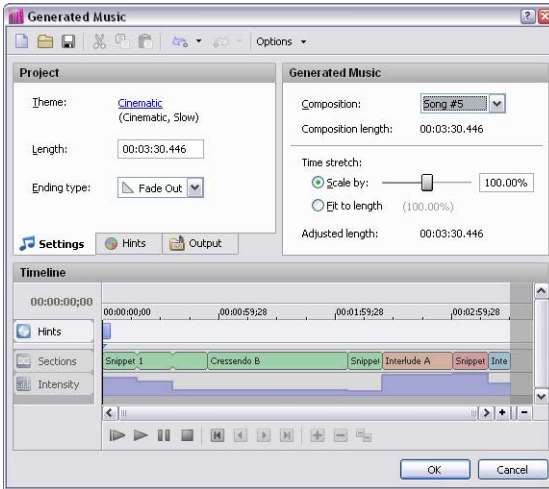 Generated Music
Options
Project
Theme: Cinematic
(Cinematic, Slow)
Length: 00:03:30.446
Ending type: Fade Out
Settings Hints Output
Generated Music
Composition: Song #5
Composition length: 00:03:30.446
Time stretch:
Scale by: 100.00%
Fit to length (100.00%)
Adjusted length: 00:03:30.446
Timeline
00:00:00;00
00:00:00;00 00:00:59;28 00:01:59;28 00:02:59;28
Hints
Sections Snippet 1 Cressendo B Snippet Interlude A Snippet Inte
Intensity
OK Cancel